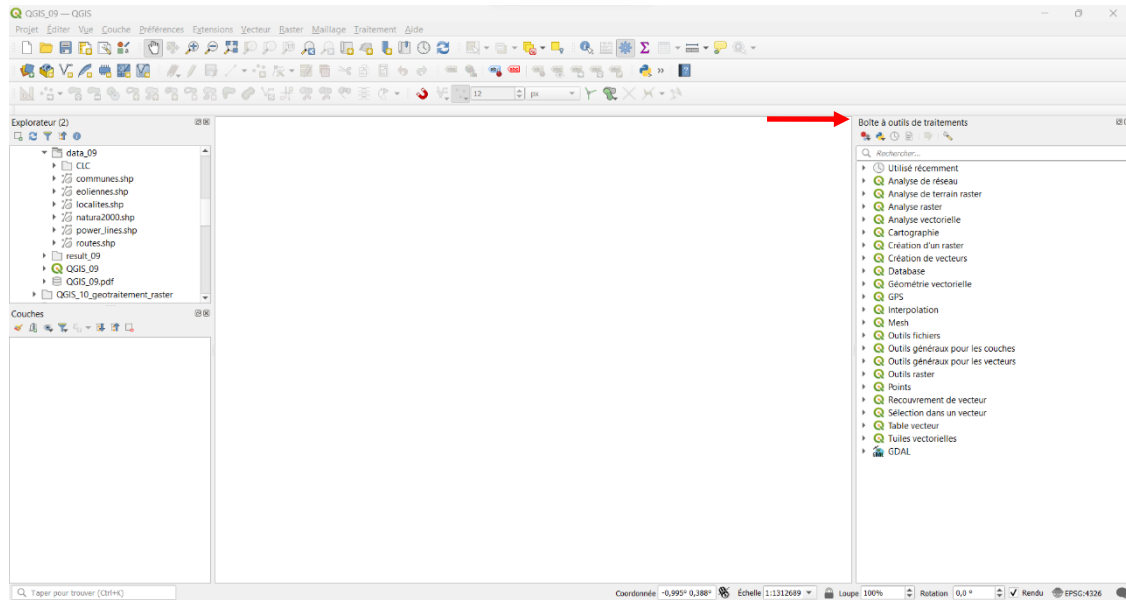 QGIS_09 — QGIS
Projet Éditer Vue Couche Préférences Extensions Vecteur Raster Maillage Traitement Aide
12 px
Explorateur (2)
data_09
CLC
communes.shp
eoliennes.shp
localites.shp
natura2000.shp
power_lines.shp
routes.shp
result_09
QGIS_09
QGIS_09.pdf
QGIS_10_geotraitement_raster
Couches
Boîte à outils de traitements
Rechercher...
Utilisé récemment
Analyse de réseau
Analyse de terrain raster
Analyse raster
Analyse vectorielle
Cartographie
Création d'un raster
Création de vecteurs
Database
Géométrie vectorielle
GPS
Interpolation
Mesh
Outils fichiers
Outils généraux pour les couches
Outils généraux pour les vecteurs
Outils raster
Points
Recouvrement de vecteur
Sélection dans un vecteur
Table vecteur
Tuiles vectorielles
GDAL
Taper pour trouver (Ctrl+K) Coordonnée -0,995° 0,388° Échelle 1:1312689 Loupe 100% Rotation 0,0 ° Rendu EPSG:4326